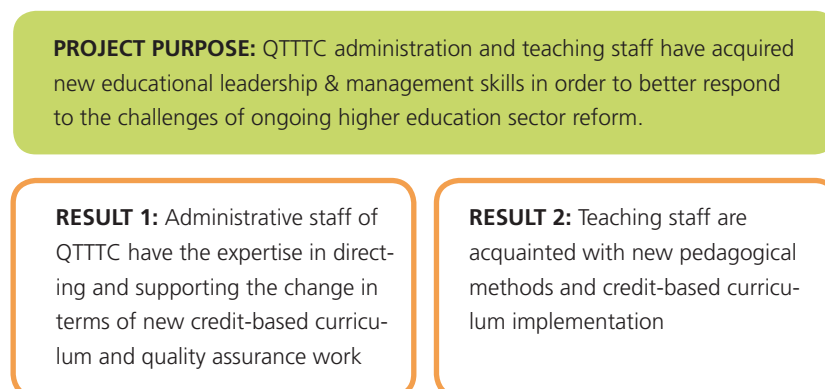 PROJECT PURPOSE: QTTTC administration and teaching staff have acquired
new educational leadership & management skills in order to better respond
to the challenges of ongoing higher education sector reform.
RESULT 1: Administrative staff of
QTTTC have the expertise in direct-
ing and supporting the change in
terms of new credit-based curricu-
lum and quality assurance work
RESULT 2: Teaching staff are
acquainted with new pedagogical
methods and credit-based curricu-
lum implementation